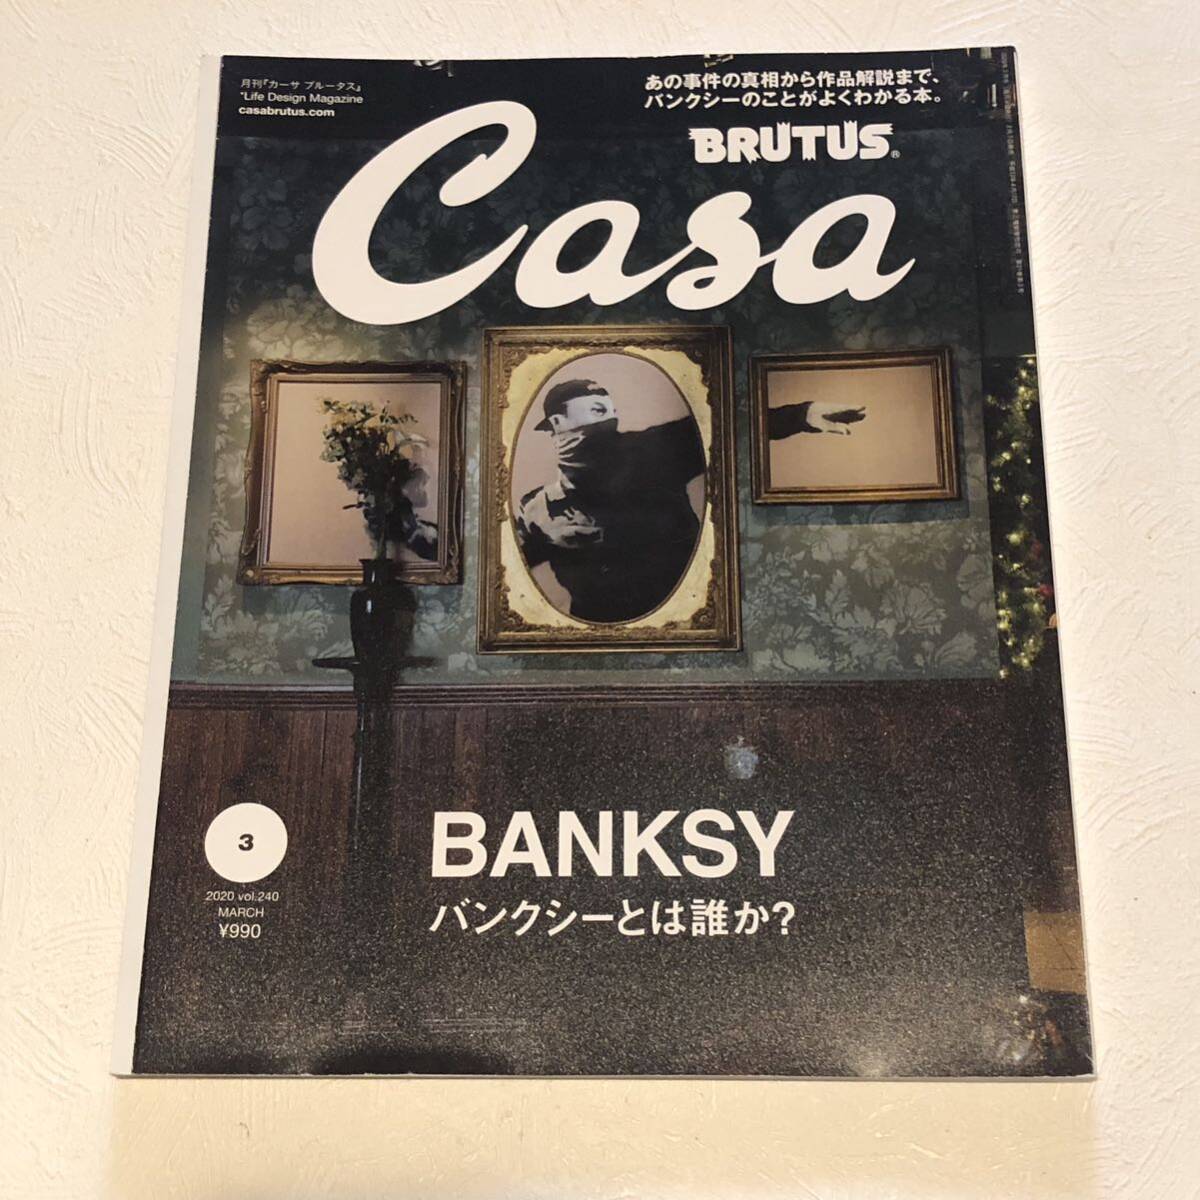 月刊『カーサ ブルータス』
"Life Design Magazine
casabrutus.com
あの事件の真相から作品解説まで、
バンクシーのことがよくわかる本。
BRUTUS®
Casa
3
2020 vol.240
MARCH
¥990
BANKSY
バンクシーとは誰か?